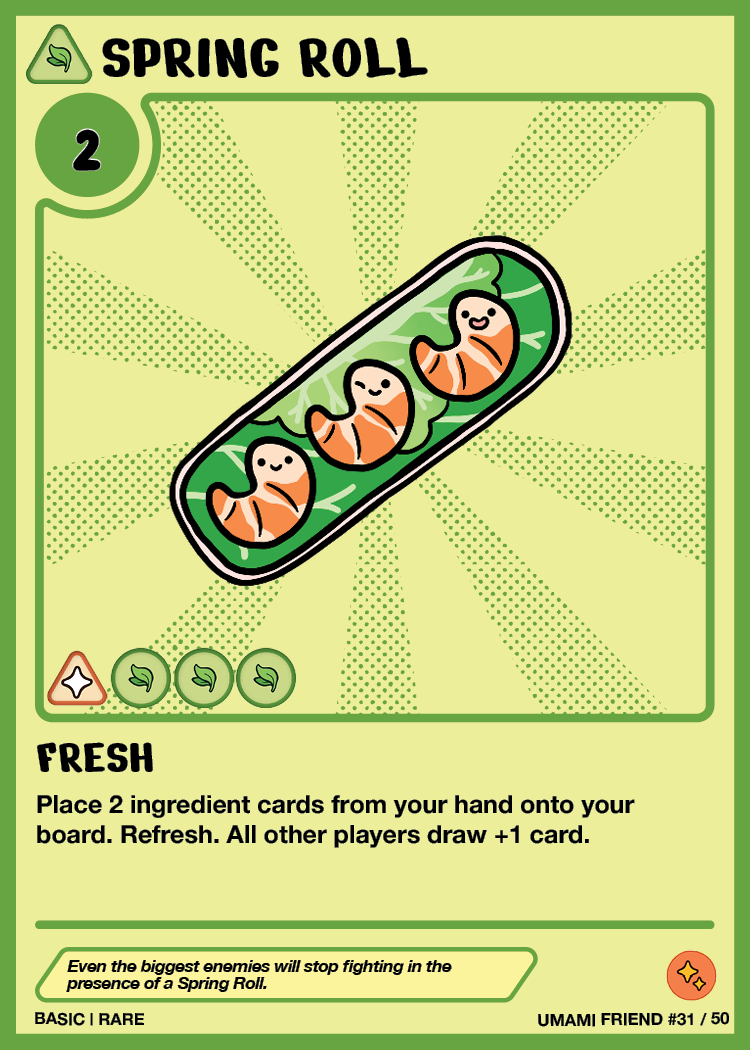 SPRING ROLL
2
FRESH
Place 2 ingredient cards from your hand onto your
board. Refresh. All other players draw +1 card.
Even the biggest enemies will stop fighting in the
presence of a Spring Roll.
BASIC | RARE
UMAMI FRIEND #31 / 50